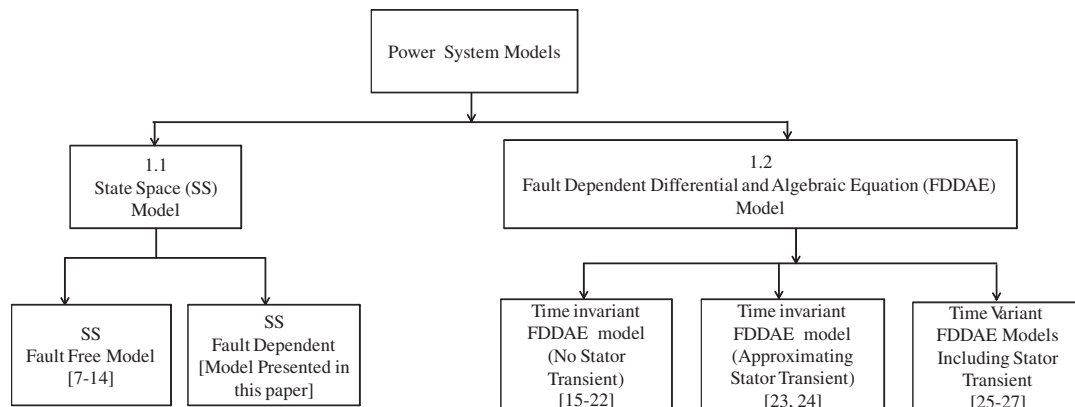 Power System Models
1.1
State Space (SS)
Model
1.2
Fault Dependent Differential and Algebraic Equation (FDDAE)
Model
SS
Fault Free Model
[7-14]
SS
Fault Dependent
[Model Presented in
this paper]
Time invariant
FDDAE model
(No Stator
Transient)
[15-22]
Time invariant
FDDAE model
(Approximating
Stator Transient)
[23, 24]
Time Variant
FDDAE Models
Including Stator
Transient
[25-27]